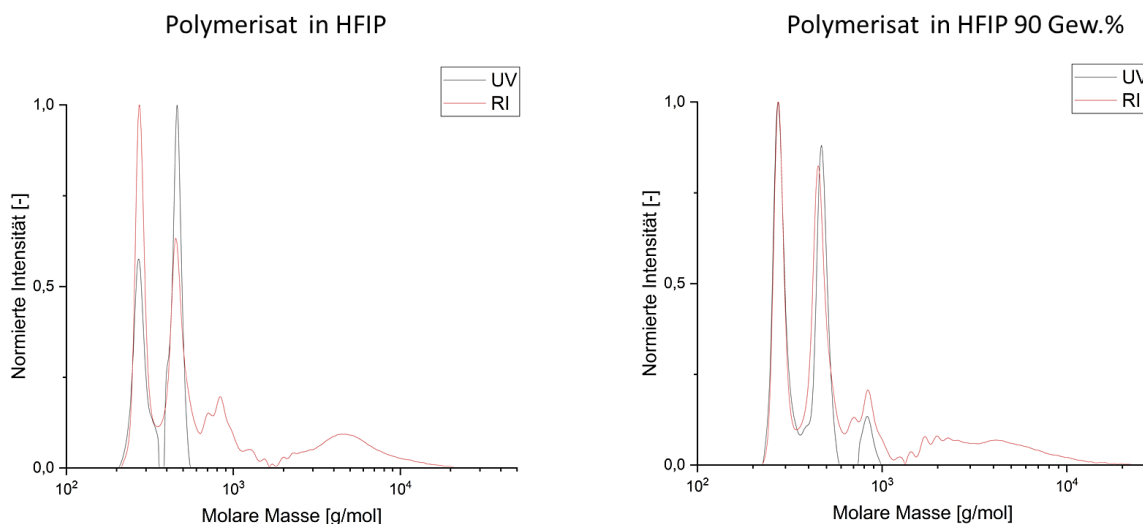 Polymerisat in HFIP
UV
RI
1,0
0,5
0,0
10²
10³
10⁴
Normierte Intensität [-]
Molare Masse [g/mol]
Polymerisat in HFIP 90 Gew.%
UV
RI
1,0
0,5
0,0
10²
10³
10⁴
Normierte Intensität [-]
Molare Masse [g/mol]